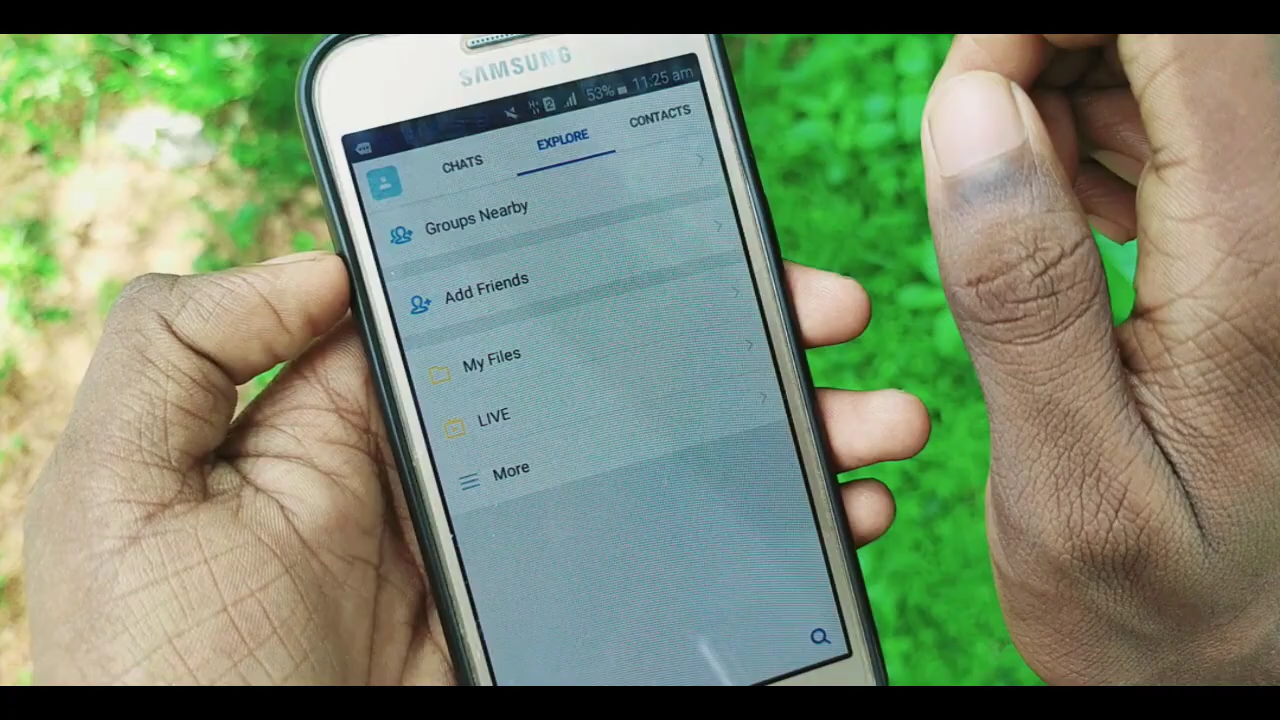 SAMSUNG
53% 11:25 am
CHATS EXPLORE CONTACTS
Groups Nearby
Add Friends
My Files
LIVE
More